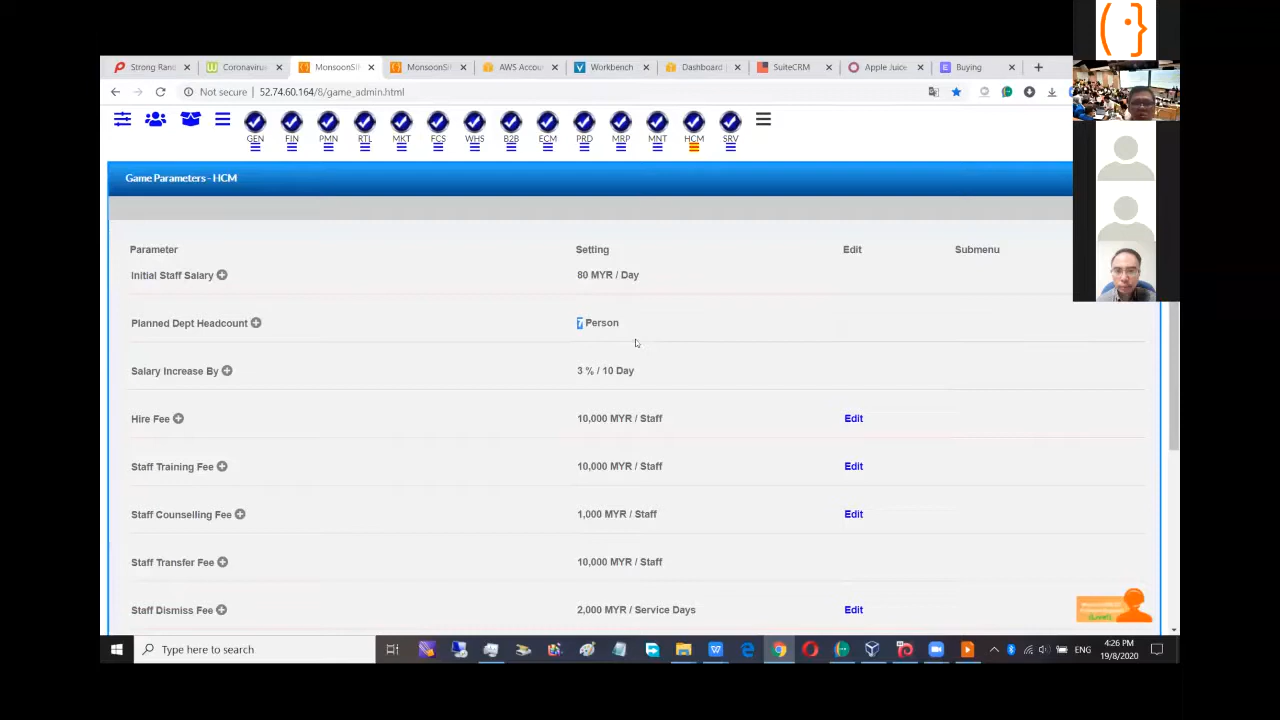 Strong Rand
Coronavirus
MonsoonSI
MonsoonSI
AWS Accou
Workbench
Dashboard
SuiteCRM
Apple Juice
Buying
Not secure | 52.74.60.164/8/game_admin.html
GEN FIN PMN RTL MKT FCS WHS B2B ECM PRD MRP MNT HCM SRV
Game Parameters - HCM
Parameter Setting Edit Submenu
Initial Staff Salary 80 MYR / Day
Planned Dept Headcount 7 Person
Salary Increase By 3 % / 10 Day
Hire Fee 10,000 MYR / Staff Edit
Staff Training Fee 10,000 MYR / Staff Edit
Staff Counselling Fee 1,000 MYR / Staff Edit
Staff Transfer Fee 10,000 MYR / Staff
Staff Dismiss Fee 2,000 MYR / Service Days Edit
Type here to search
ENG
4:26 PM
19/8/2020